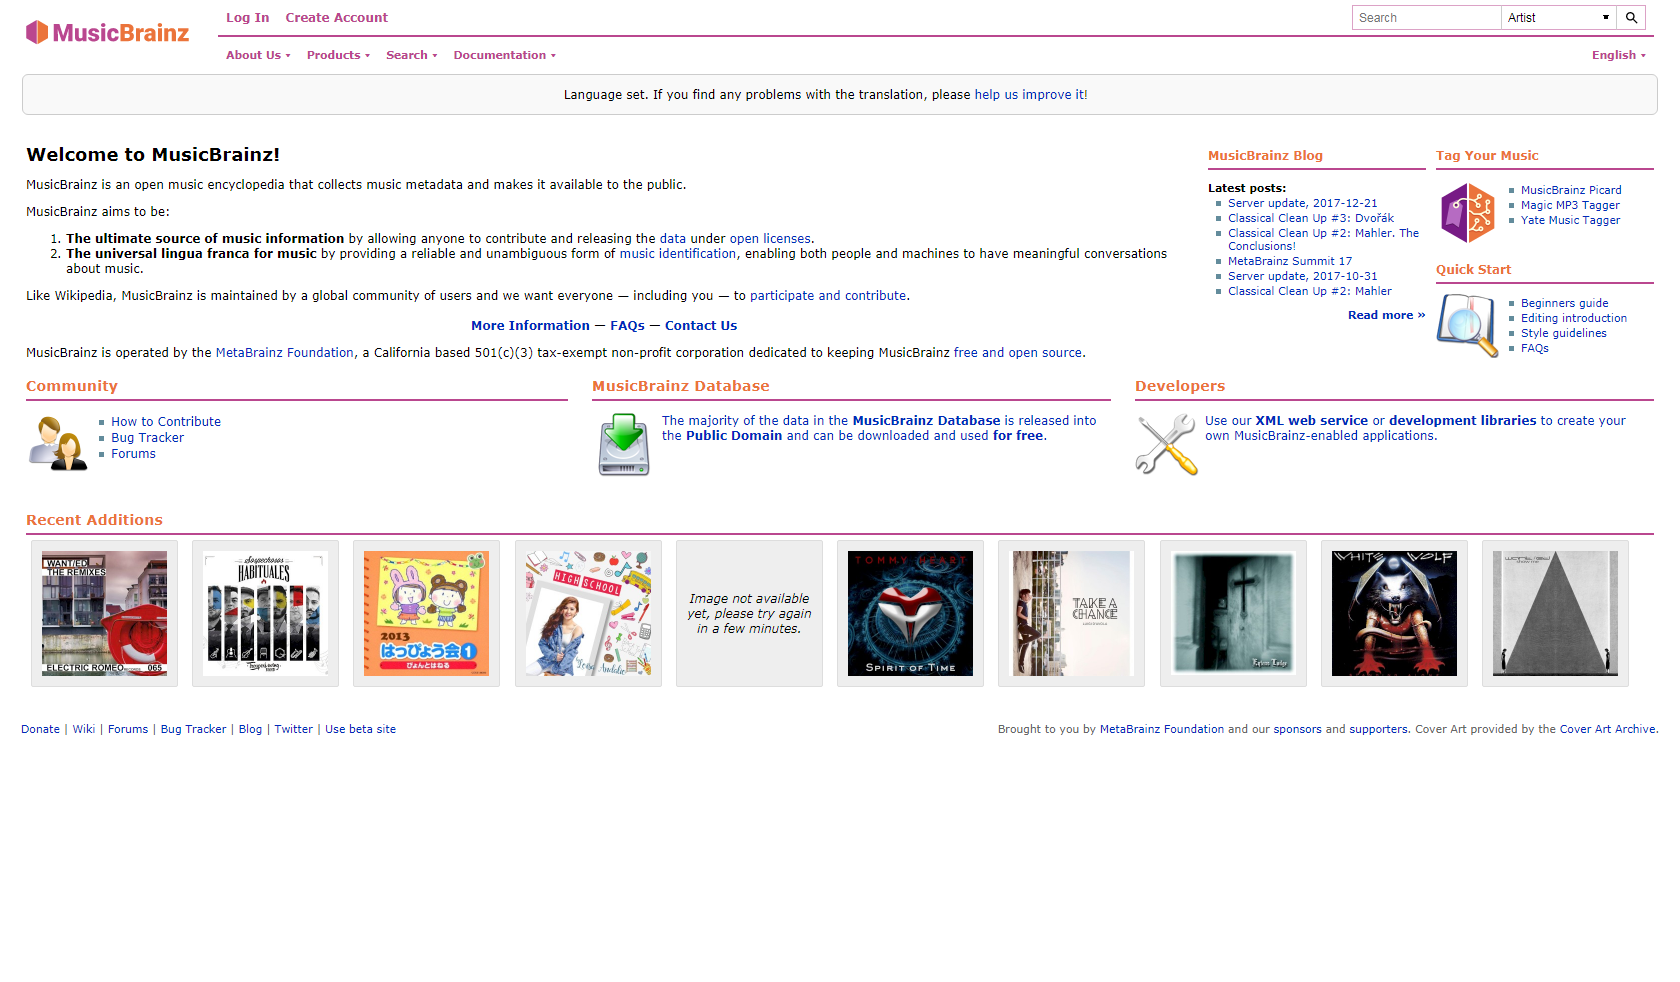 MusicBrainz
Log In Create Account
Search Artist
About Us Products Search Documentation English
Language set. If you find any problems with the translation, please help us improve it!
Welcome to MusicBrainz!
MusicBrainz is an open music encyclopedia that collects music metadata and makes it available to the public.
MusicBrainz aims to be:
1. The ultimate source of music information by allowing anyone to contribute and releasing the data under open licenses.
2. The universal lingua franca for music by providing a reliable and unambiguous form of music identification, enabling both people and machines to have meaningful conversations
about music.
Like Wikipedia, MusicBrainz is maintained by a global community of users and we want everyone — including you — to participate and contribute.
More Information — FAQs — Contact Us
MusicBrainz is operated by the MetaBrainz Foundation, a California based 501(c)(3) tax-exempt non-profit corporation dedicated to keeping MusicBrainz free and open source.
MusicBrainz Blog
Latest posts:
Server update, 2017-12-21
Classical Clean Up #3: Dvořák
Classical Clean Up #2: Mahler. The
Conclusions!
MetaBrainz Summit 17
Server update, 2017-10-31
Classical Clean Up #2: Mahler
Read more »
Tag Your Music
MusicBrainz Picard
Magic MP3 Tagger
Yate Music Tagger
Quick Start
Beginners guide
Editing introduction
Style guidelines
FAQs
Community
How to Contribute
Bug Tracker
Forums
MusicBrainz Database
The majority of the data in the MusicBrainz Database is released into
the Public Domain and can be downloaded and used for free.
Developers
Use our XML web service or development libraries to create your
own MusicBrainz-enabled applications.
Recent Additions
WANTED
THE REMIXES
ELECTRIC ROMEO 065
HABITUALES
2013
はっぴょう会1
ぴょんとはねる
HIGH SCHOOL
Image not available
yet, please try again
in a few minutes.
TOMMY HEART
SPIRIT OF TIME
TAKE A
CHANCE
WHITE WOLF
Donate | Wiki | Forums | Bug Tracker | Blog | Twitter | Use beta site
Brought to you by MetaBrainz Foundation and our sponsors and supporters. Cover Art provided by the Cover Art Archive.